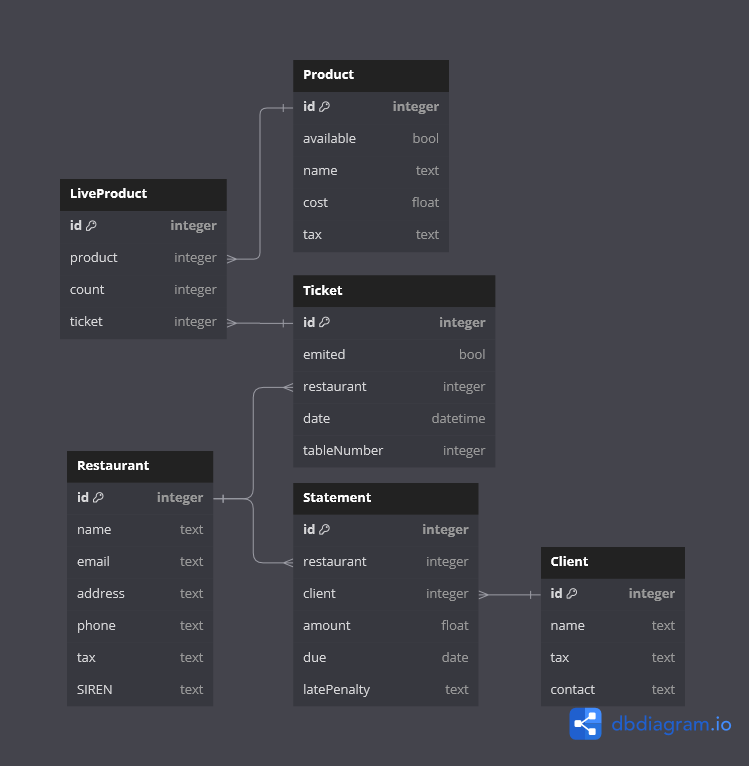 Product
id integer
available bool
name text
cost float
tax text
LiveProduct
id integer
product integer
count integer
ticket integer
Ticket
id integer
emited bool
restaurant integer
date datetime
tableNumber integer
Restaurant
id integer
name text
email text
address text
phone text
tax text
SIREN text
Statement
id integer
restaurant integer
client integer
amount float
due date
latePenalty text
Client
id integer
name text
tax text
contact text
dbdiagram.io